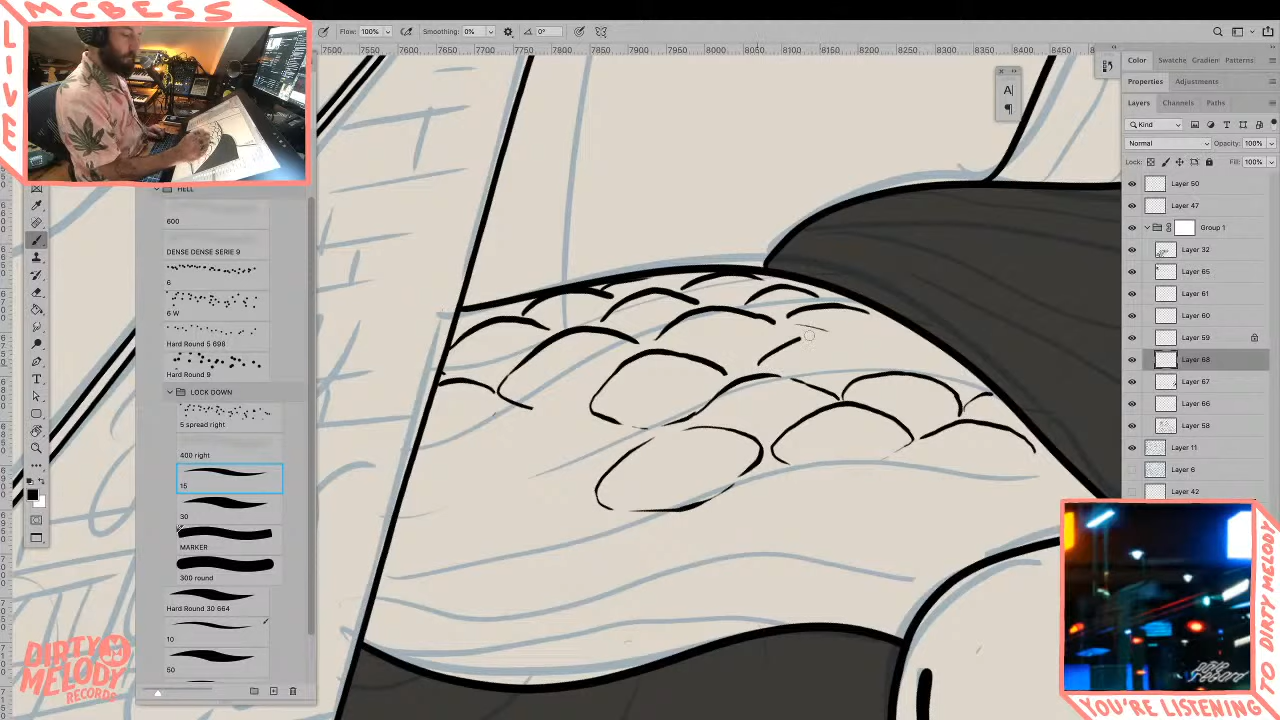 MCBESS
LIVE
Flow: 100%
Smoothing: 0%
0°
7500 7550 7600 7650 7700 7750 7800 7850 7900 7950 8000 8050 8100 8150 8200 8250 8300 8350 8400 8450
Color Swatche Gradien Patterns
Properties Adjustments
Layers Channels Paths
Kind
Normal Opacity: 100%
Lock: Fill: 100%
Layer 50
Layer 47
Group 1
Layer 32
Layer 65
Layer 61
Layer 60
Layer 59
Layer 68
Layer 67
Layer 66
Layer 58
Layer 11
Layer 6
Layer 42
HELL
600
DENSE DENSE SERIE 9
6
6 W
Hard Round 5 698
Hard Round 9
LOCK DOWN
5 spread right
400 right
15
30
MARKER
300 round
Hard Round 30 664
10
50
DIRTY
MELODY
RECORDS
YOU'RE LISTENING
TO DIRTY MELODY